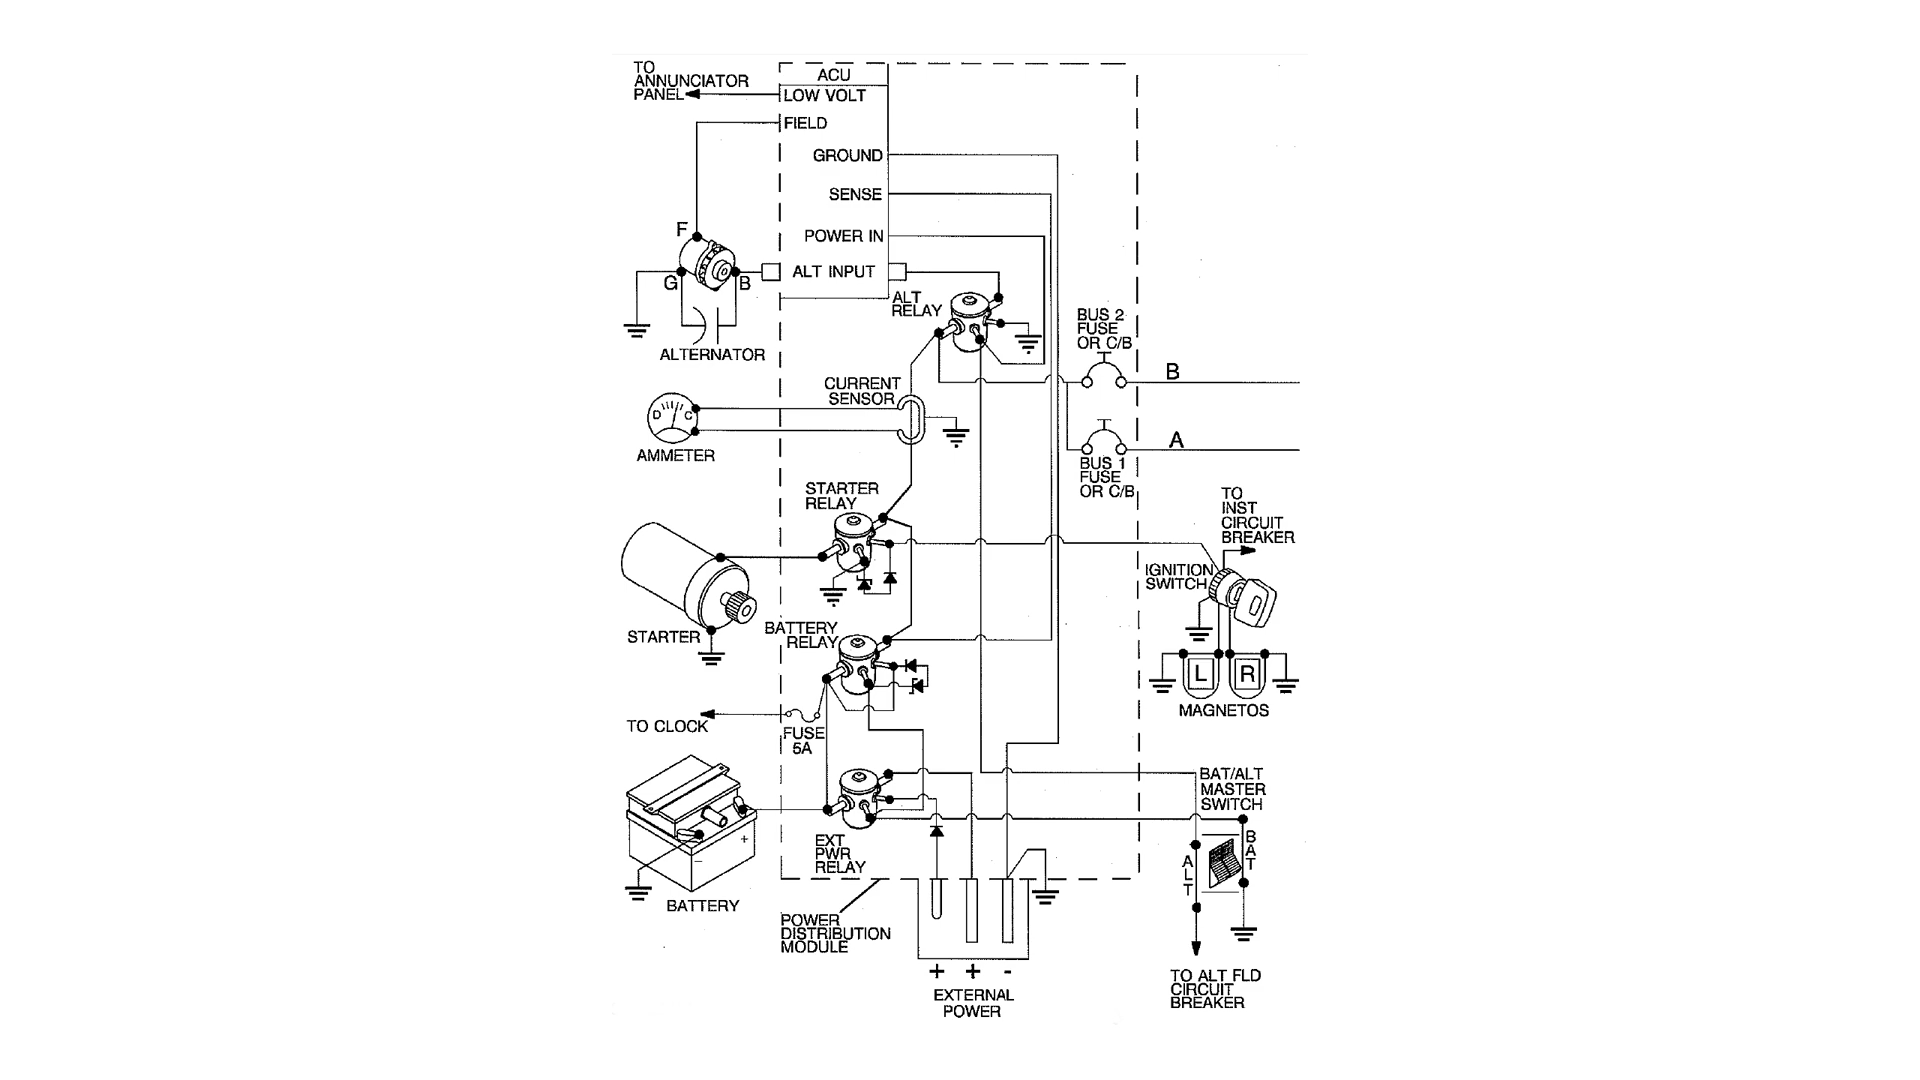 TO
ANNUNCIATOR
PANEL
ACU
LOW VOLT
FIELD
GROUND
SENSE
POWER IN
ALT INPUT
F
G
B
ALTERNATOR
ALT
RELAY
BUS 2
FUSE
OR C/B
B
CURRENT
SENSOR
D
C
AMMETER
A
BUS 1
FUSE
OR C/B
STARTER
RELAY
TO
INST
CIRCUIT
BREAKER
IGNITION
SWITCH
STARTER
BATTERY
RELAY
L
R
MAGNETOS
TO CLOCK
FUSE
5A
BAT/ALT
MASTER
SWITCH
EXT
PWR
RELAY
+
-
BATTERY
ALT
BAT
POWER
DISTRIBUTION
MODULE
+ + -
EXTERNAL
POWER
TO ALT FLD
CIRCUIT
BREAKER